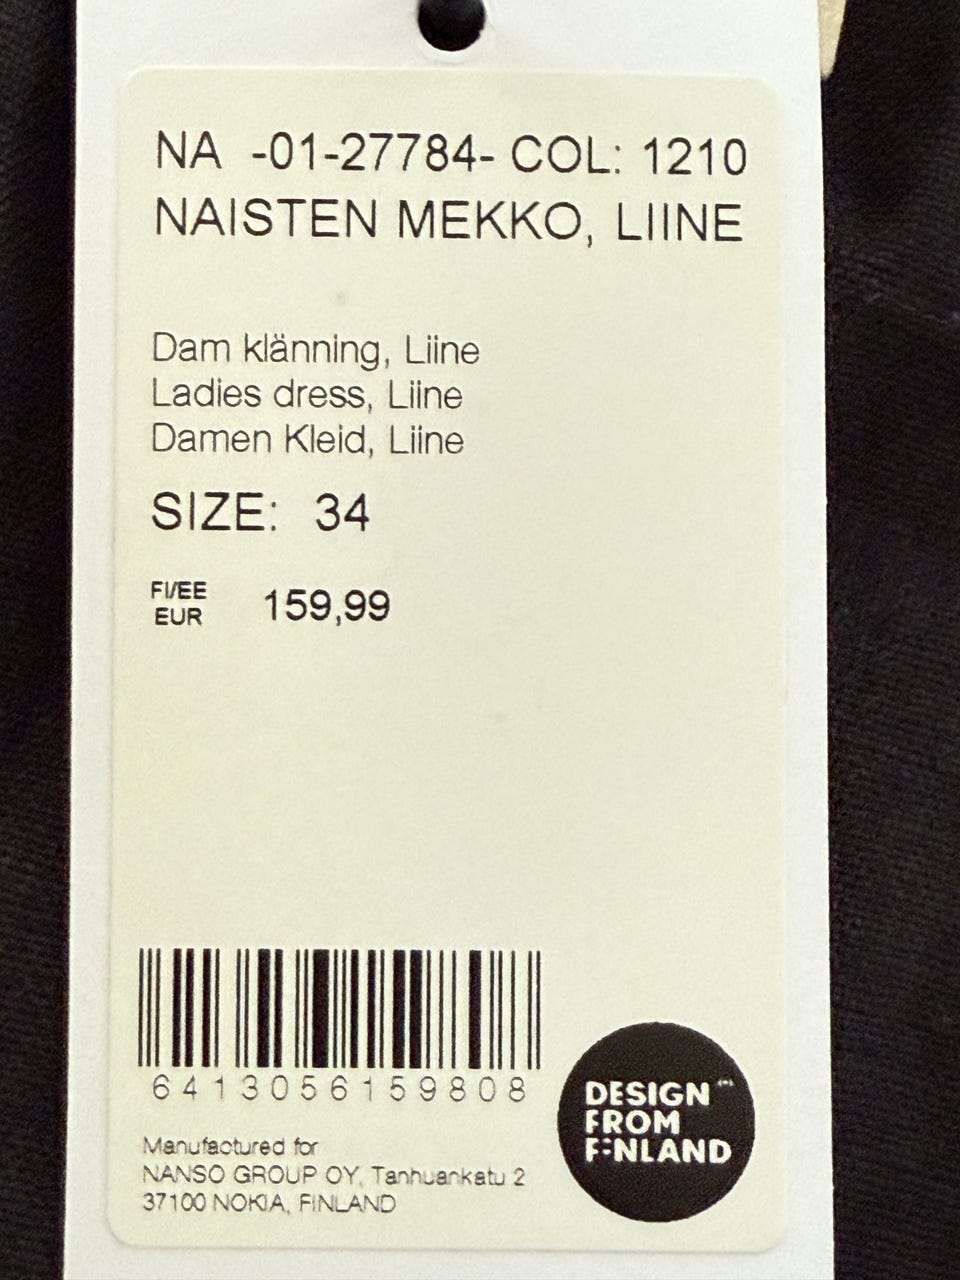 NA -01-27784- COL: 1210
NAISTEN MEKKO, LIINE
Dam klänning, Liine
Ladies dress, Liine
Damen Kleid, Liine
SIZE: 34
FI/EE
EUR 159,99
6413056159808
Manufactured for
NANSO GROUP OY, Tanhuankatu 2
37100 NOKIA, FINLAND
DESIGN
FROM
FINLAND